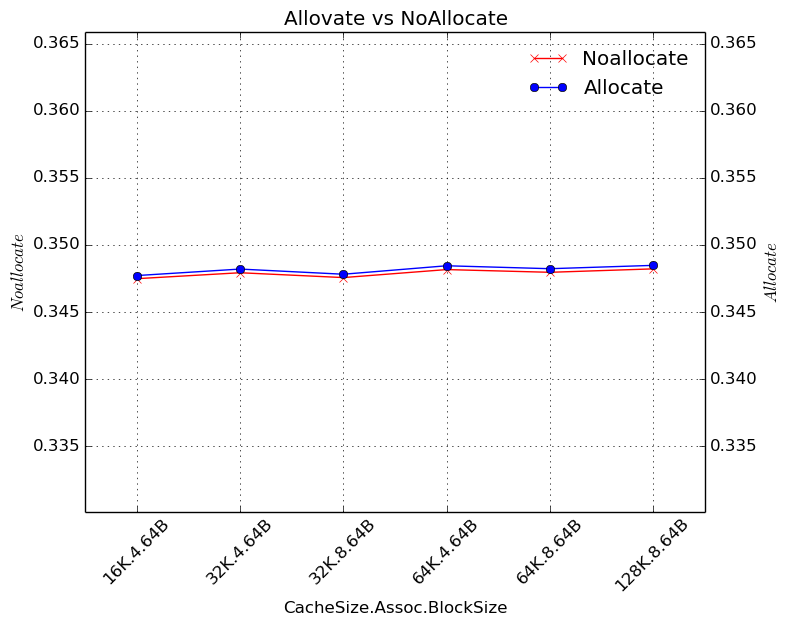 Allovate vs NoAllocate
Noallocate
Allocate
0.365
0.360
0.355
0.350
0.345
0.340
0.335
0.365
0.360
0.355
0.350
0.345
0.340
0.335
Noallocate
Allocate
16K.4.64B
32K.4.64B
32K.8.64B
64K.4.64B
64K.8.64B
128K.8.64B
CacheSize.Assoc.BlockSize